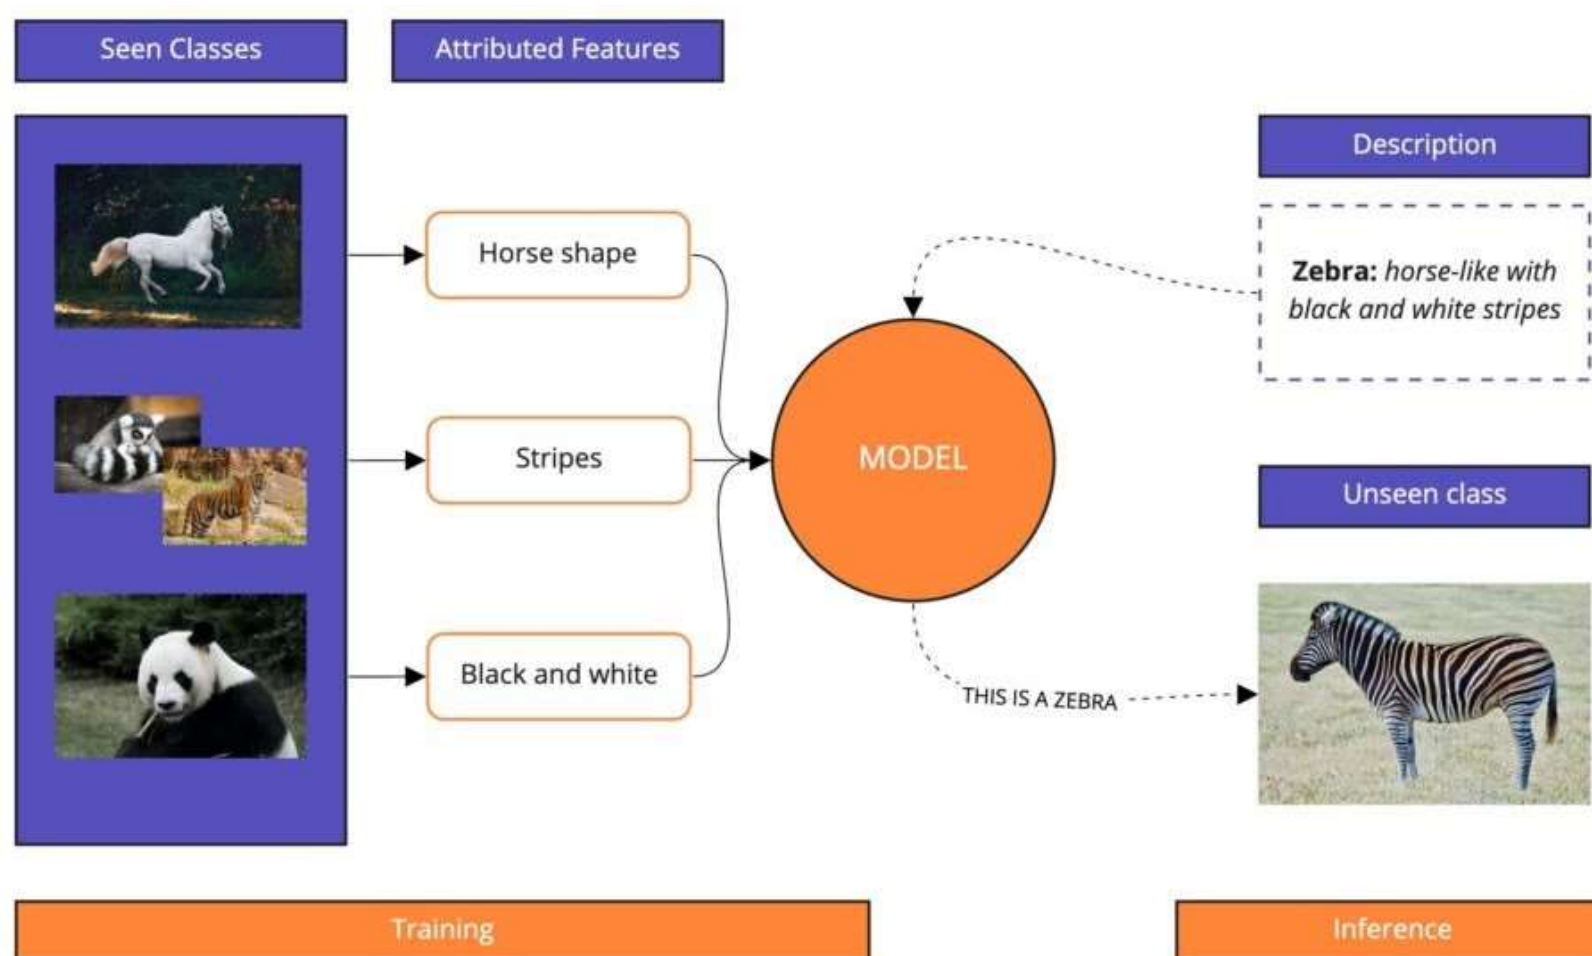 Seen Classes
Attributed Features
Description
Horse shape
Zebra: horse-like with
black and white stripes
Stripes
MODEL
Unseen class
Black and white
THIS IS A ZEBRA
Training
Inference